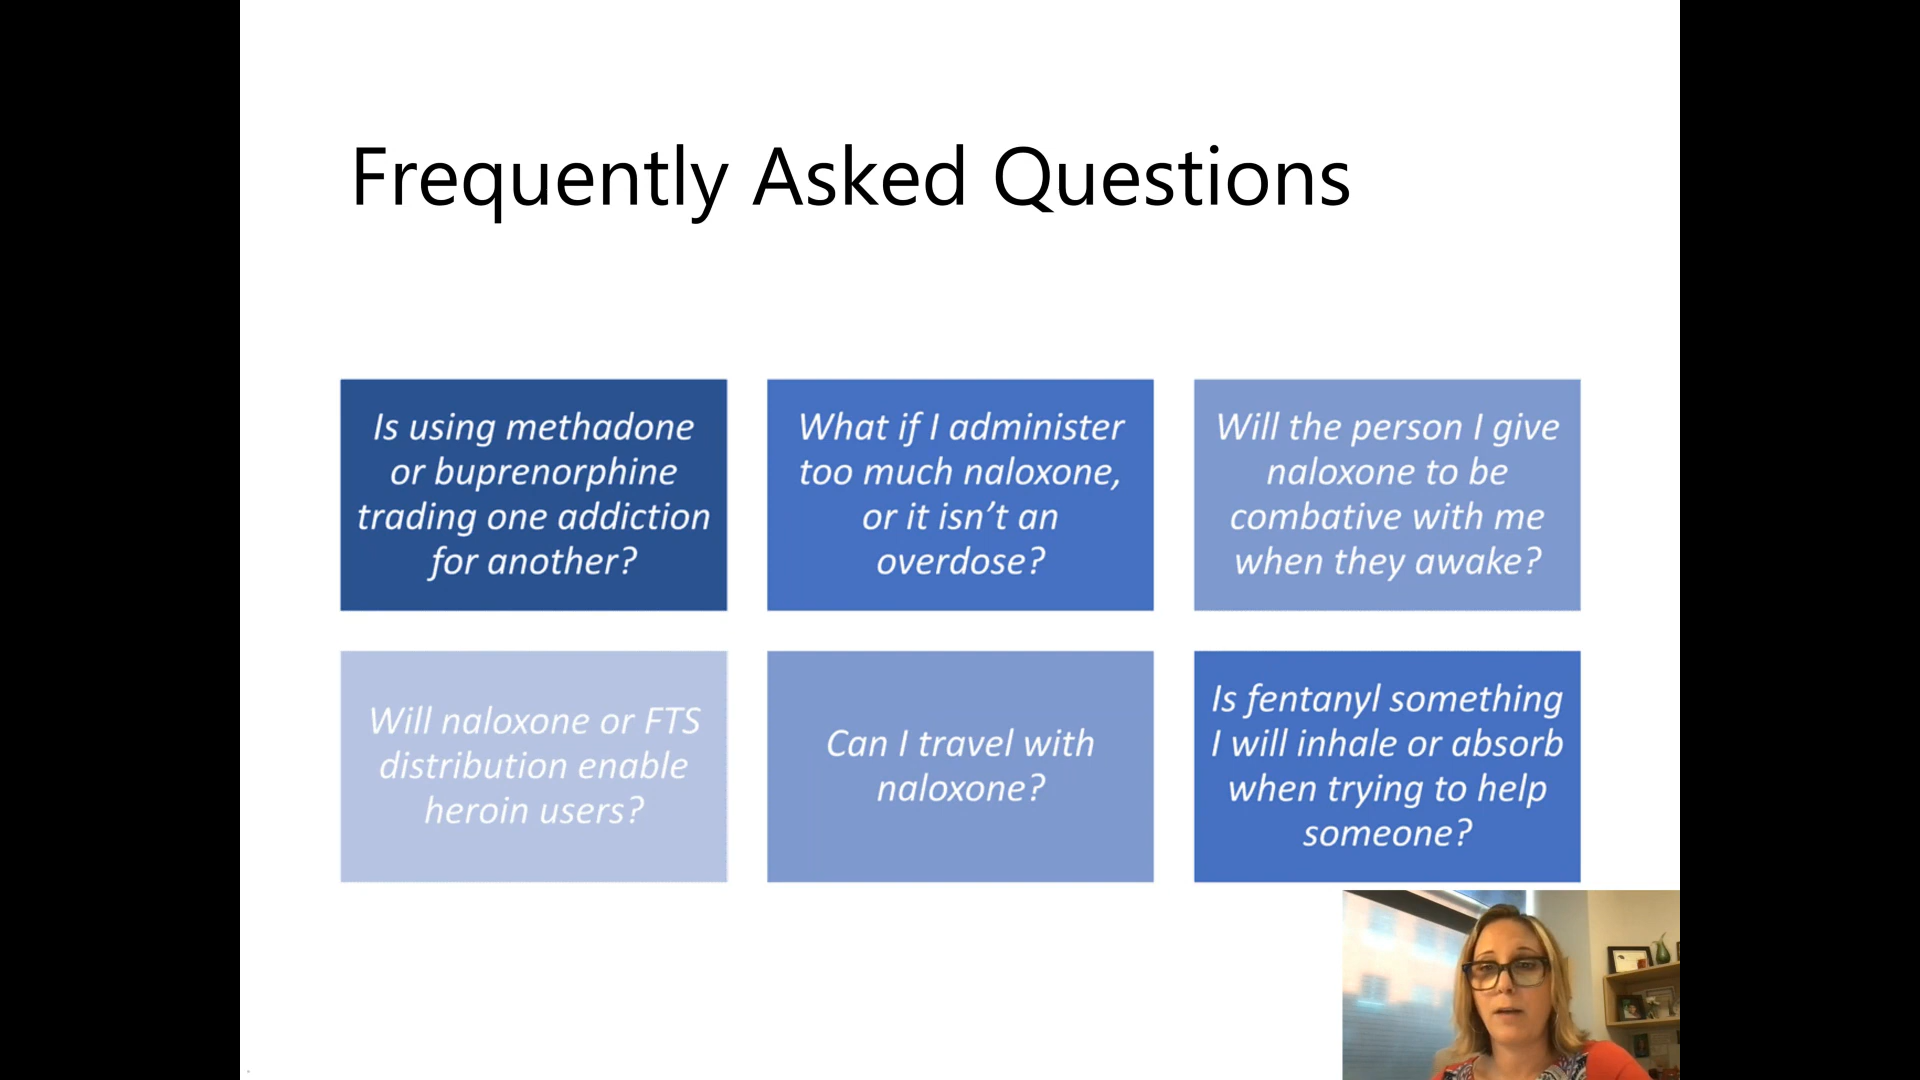 Frequently Asked Questions
Is using methadone
or buprenorphine
trading one addiction
for another?
What if I administer
too much naloxone,
or it isn’t an
overdose?
Will the person I give
naloxone to be
combative with me
when they awake?
Will naloxone or FTS
distribution enable
heroin users?
Can I travel with
naloxone?
Is fentanyl something
I will inhale or absorb
when trying to help
someone?